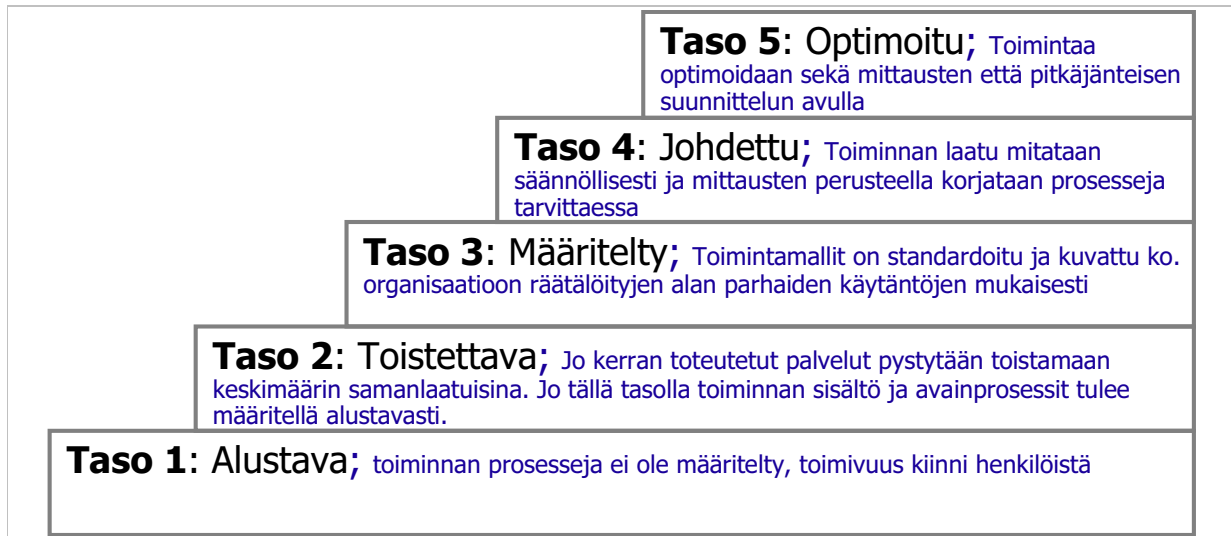 Taso 5: Optimoitu; Toimintaa
optimoidaan sekä mittausten että pitkäjänteisen
suunnittelun avulla
Taso 4: Johdettu; Toiminnan laatu mitataan
säännöllisesti ja mittausten perusteella korjataan prosesseja
tarvittaessa
Taso 3: Määritelty; Toimintamallit on standardoitu ja kuvattu ko.
organisaatioon räätälöityjen alan parhaiden käytäntöjen mukaisesti
Taso 2: Toistettava; Jo kerran toteutetut palvelut pystytään toistamaan
keskimäärin samanlaatuisina. Jo tällä tasolla toiminnan sisältö ja avainprosessit tulee
määritellä alustavasti.
Taso 1: Alustava; toiminnan prosesseja ei ole määritelty, toimivuus kiinni henkilöistä